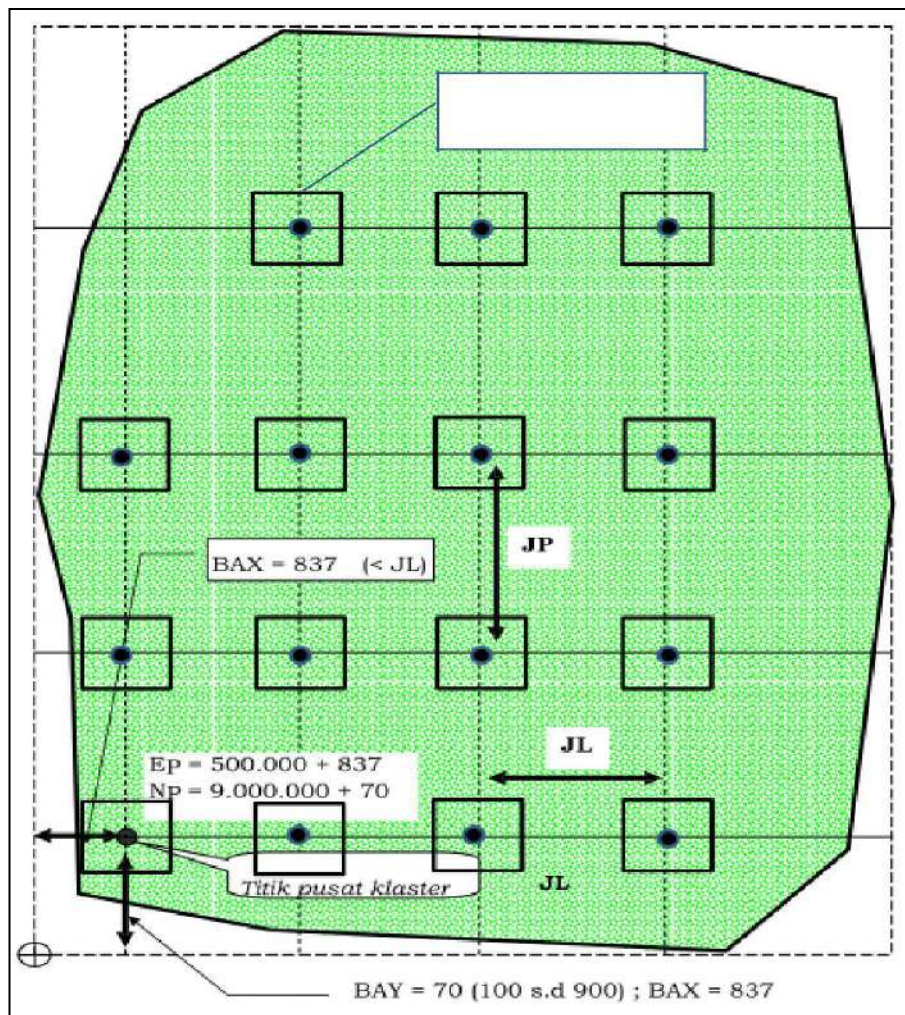 JP
BAX = 837 (< JL)
Ep = 500.000 + 837
Np = 9.000.000 + 70
JL
Titik pusat klaster
JL
BAY = 70 (100 s.d 900) ; BAX = 837